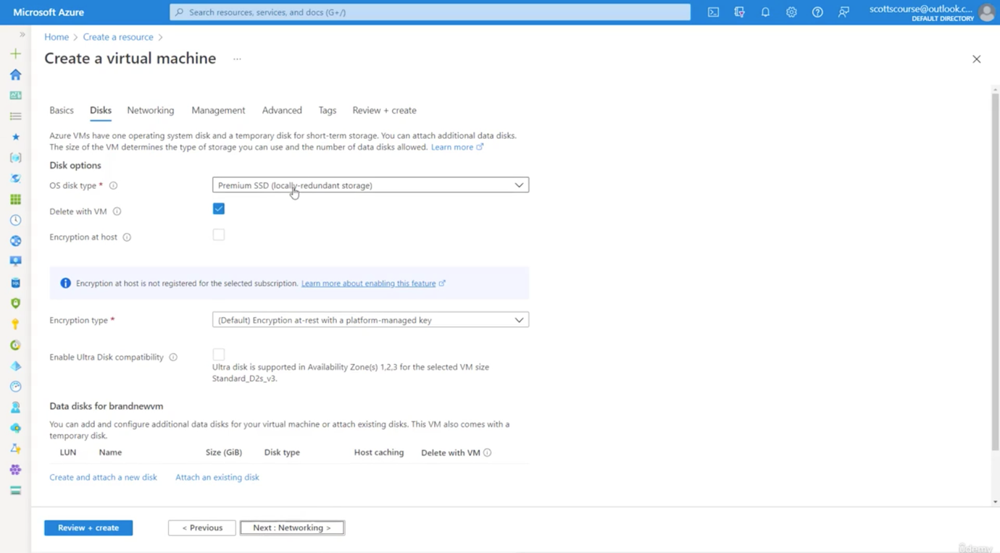 Microsoft Azure
Search resources, services, and docs (G+/)
scottscourse@outlook.c...
DEFAULT DIRECTORY
Home > Create a resource >
Create a virtual machine ...
Basics Disks Networking Management Advanced Tags Review + create
Azure VMs have one operating system disk and a temporary disk for short-term storage. You can attach additional data disks.
The size of the VM determines the type of storage you can use and the number of data disks allowed. Learn more
Disk options
OS disk type * Premium SSD (locally-redundant storage)
Delete with VM
Encryption at host
Encryption at host is not registered for the selected subscription. Learn more about enabling this feature
Encryption type * (Default) Encryption at-rest with a platform-managed key
Enable Ultra Disk compatibility
Ultra disk is supported in Availability Zone(s) 1,2,3 for the selected VM size
Standard_D2s_v3.
Data disks for brandnewvm
You can add and configure additional data disks for your virtual machine or attach existing disks. This VM also comes with a
temporary disk.
LUN Name Size (GiB) Disk type Host caching Delete with VM
Create and attach a new disk Attach an existing disk
Review + create < Previous Next : Networking >
ûdemy